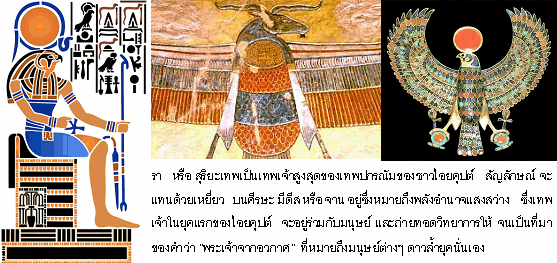 รา หรือ สุริยะเทพเป็นเทพเจ้าสูงสุดของเทพปกรณัมของชาวไอยคุปต์ สัญลักษณ์ จะ
แทนด้วยเหยี่ยว บนศีรษะ มีดีส หรือ จาน อยู่ซึ่งหมายถึงพลังอำนาจแสงสว่าง ซึ่งเทพ
เจ้าในยุคแรกของไอยคุปต์ จะอยู่ร่วมกับมนุษย์ และถ่ายทอดวิทยาการให้ จนเป็นที่มา
ของคำว่า "พระเจ้าจากอวกาศ" ที่หมายถึงมนุษย์ต่างๆ ดาวล้ำยุคนั่นเอง